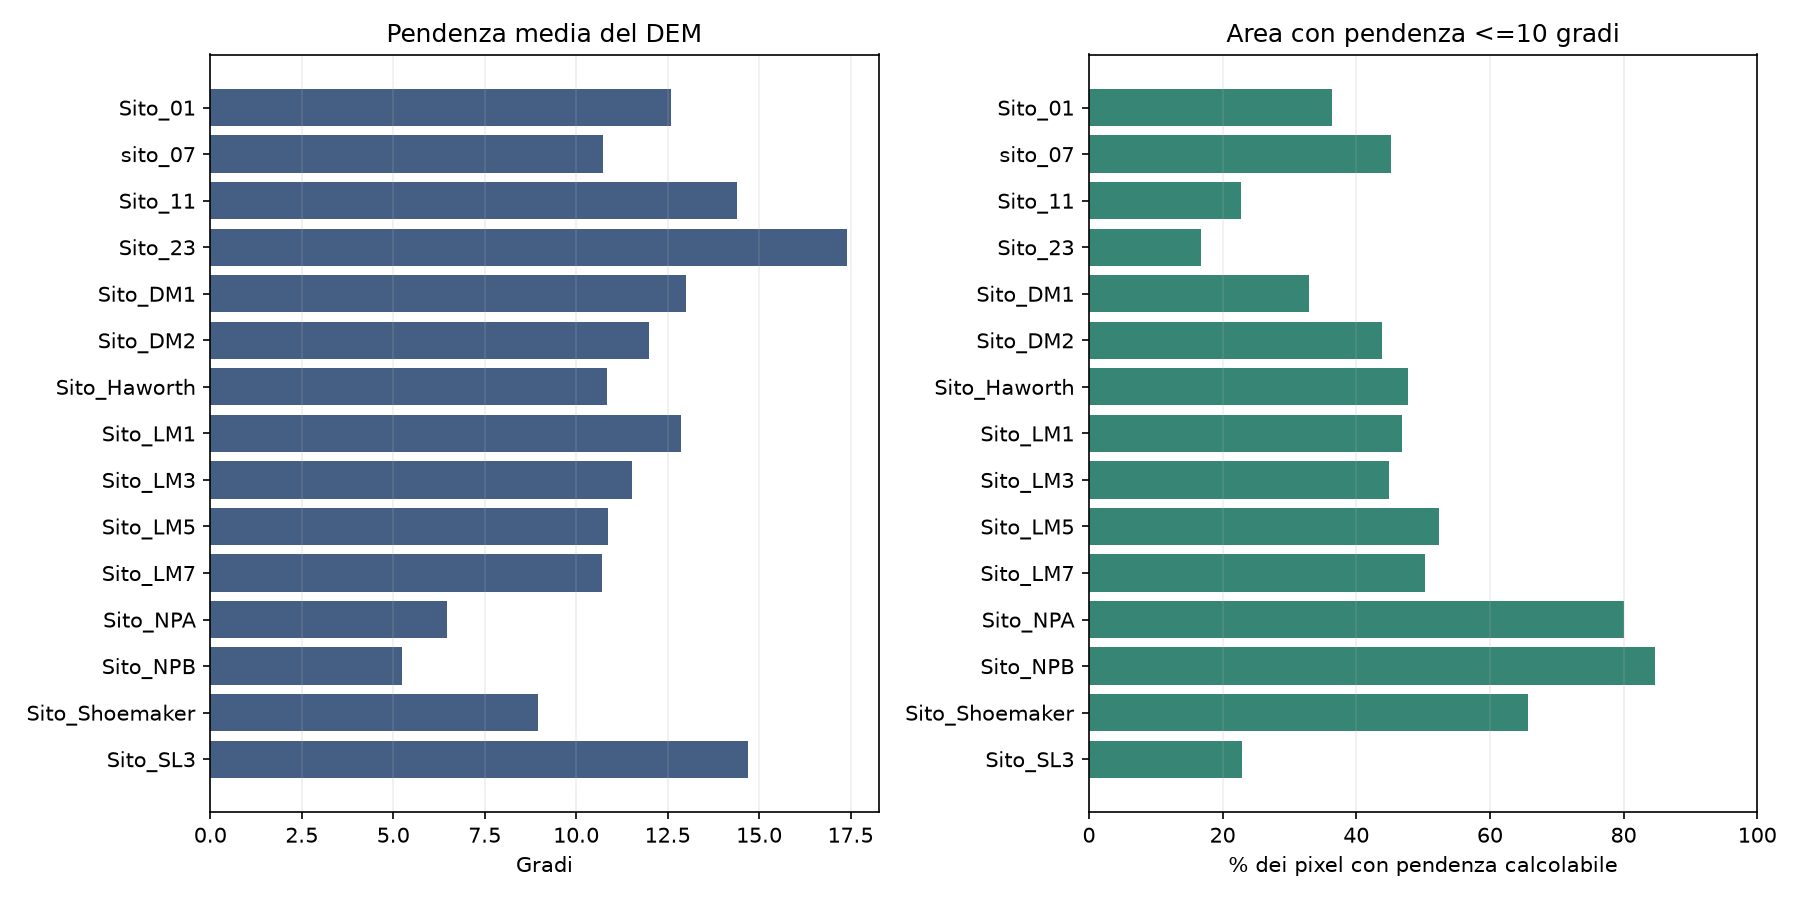 Pendenza media del DEM
Sito_01
sito_07
Sito_11
Sito_23
Sito_DM1
Sito_DM2
Sito_Haworth
Sito_LM1
Sito_LM3
Sito_LM5
Sito_LM7
Sito_NPA
Sito_NPB
Sito_Shoemaker
Sito_SL3
0.0 2.5 5.0 7.5 10.0 12.5 15.0 17.5
Gradi
Area con pendenza <=10 gradi
Sito_01
sito_07
Sito_11
Sito_23
Sito_DM1
Sito_DM2
Sito_Haworth
Sito_LM1
Sito_LM3
Sito_LM5
Sito_LM7
Sito_NPA
Sito_NPB
Sito_Shoemaker
Sito_SL3
0 20 40 60 80 100
% dei pixel con pendenza calcolabile